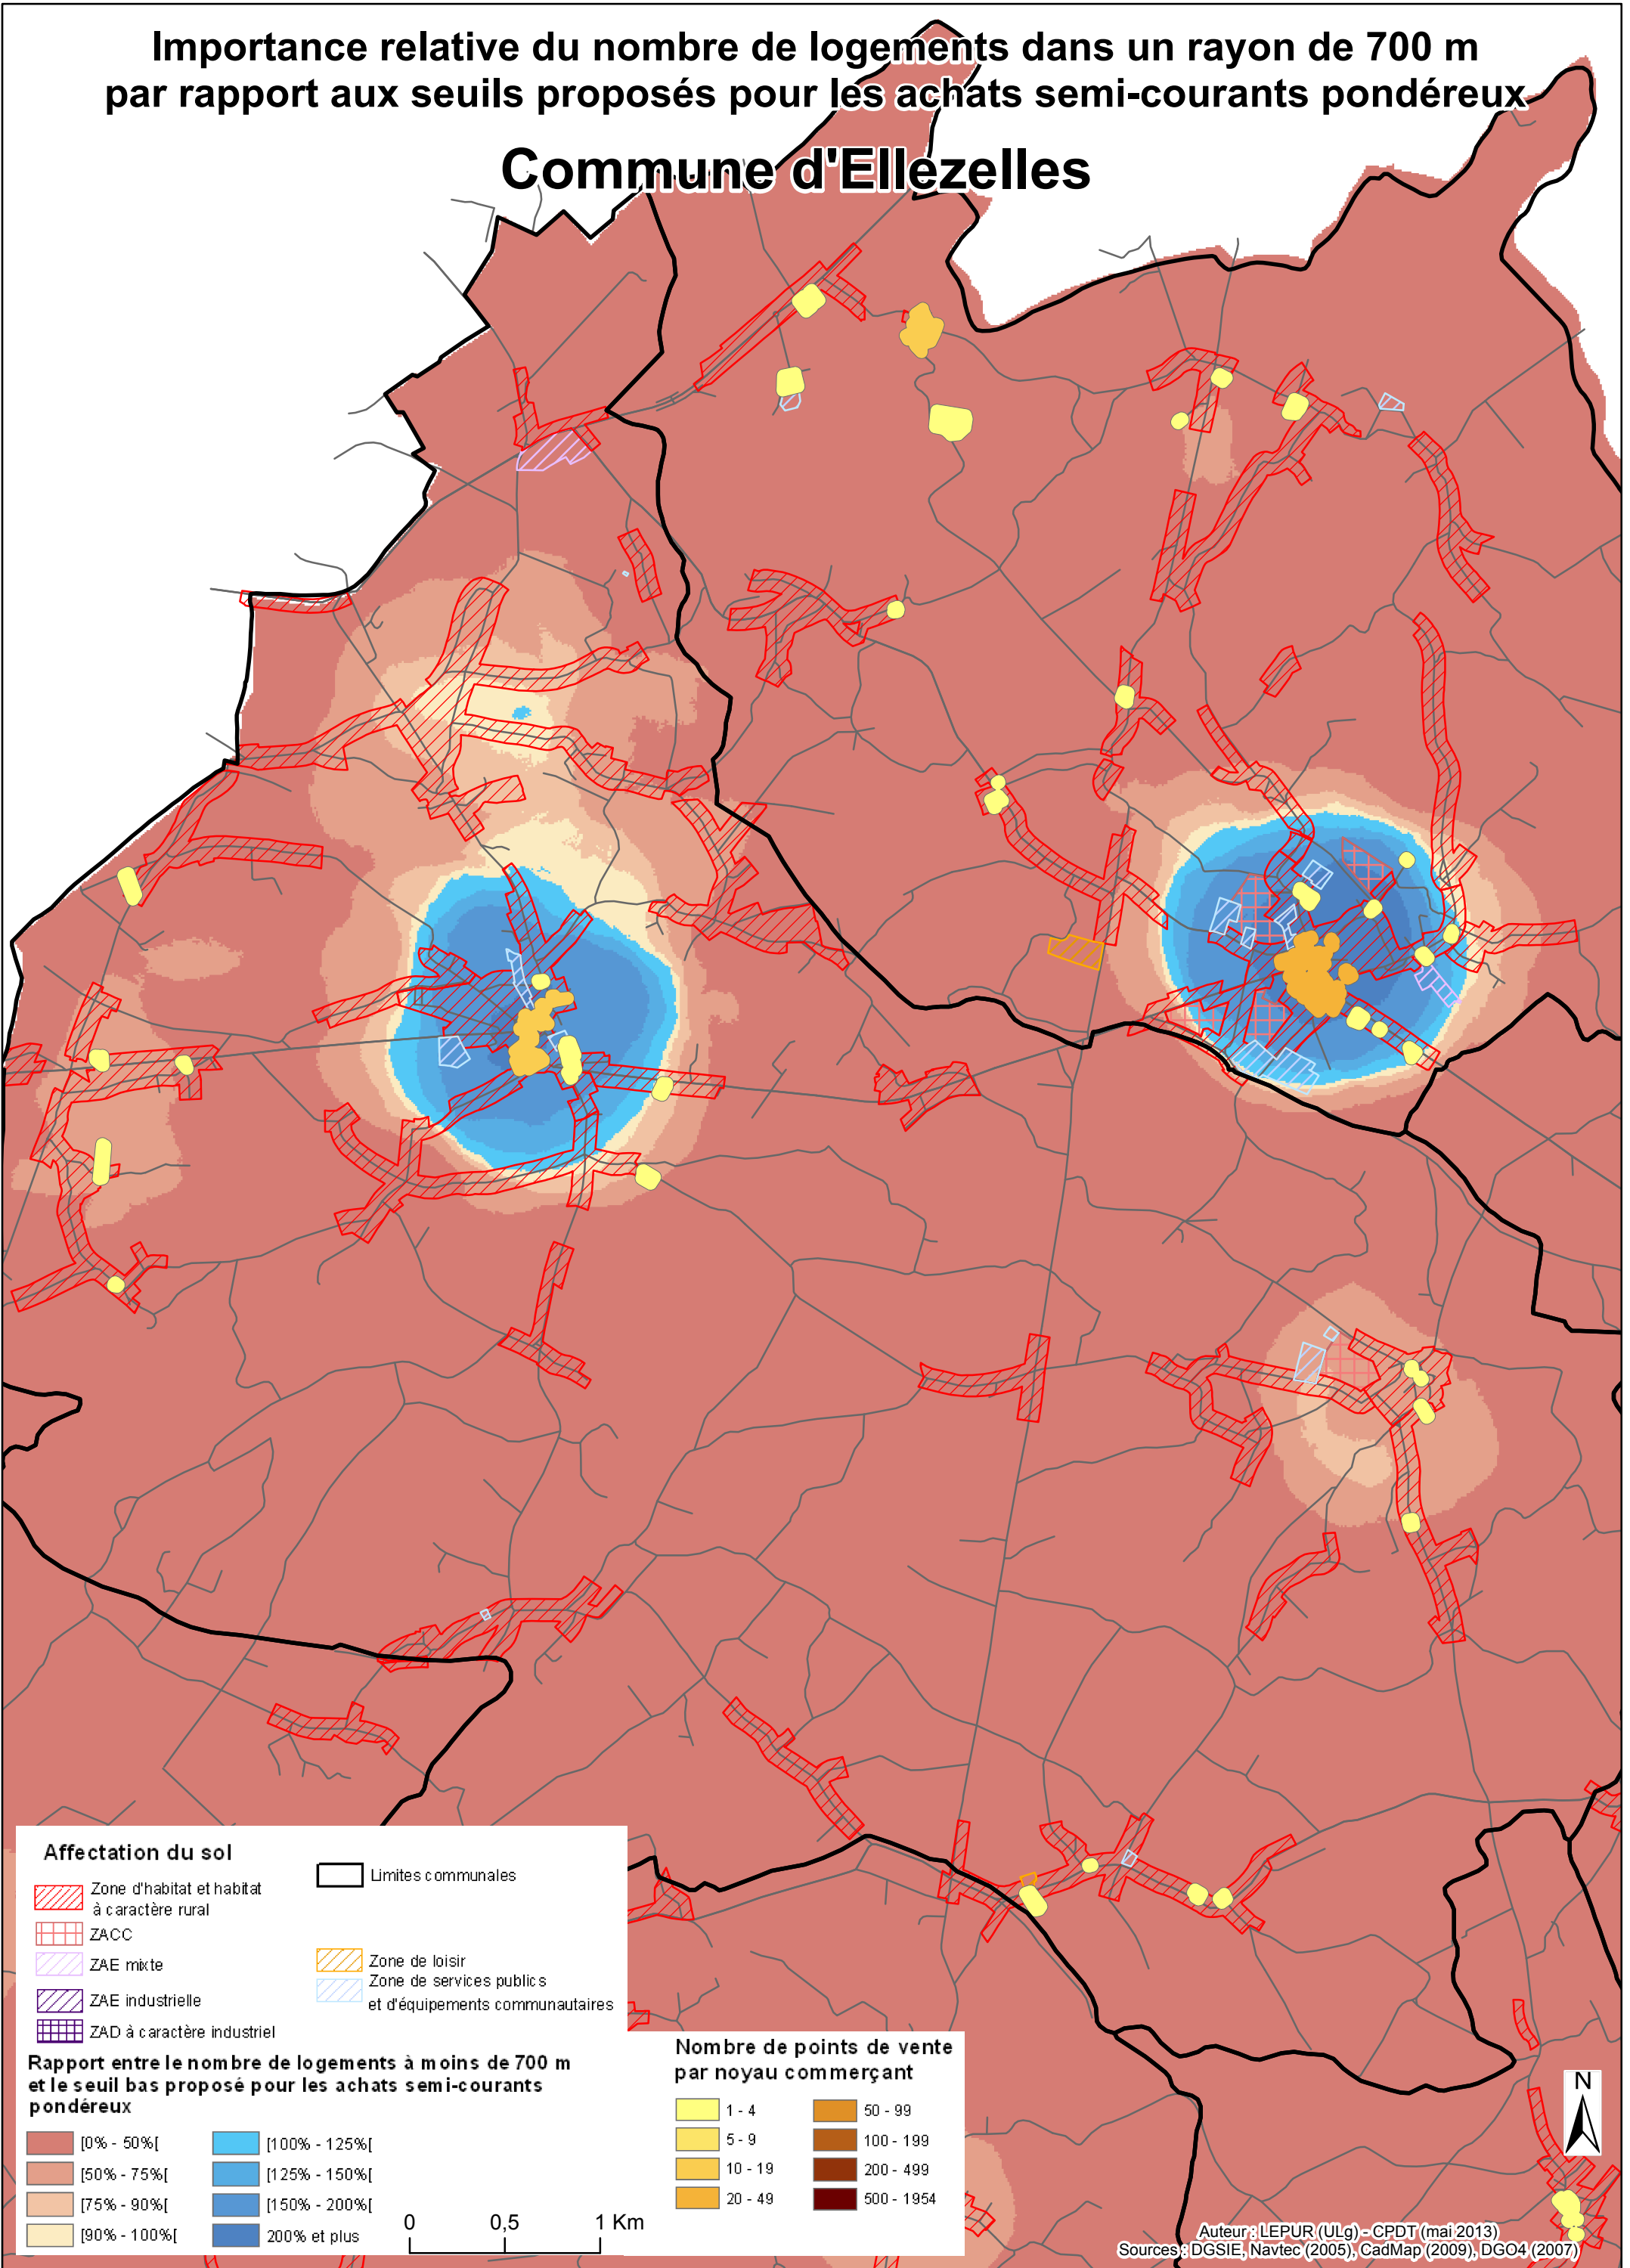 Importance relative du nombre de logements dans un rayon de 700 m
par rapport aux seuils proposés pour les achats semi-courants pondéreux
Commune d'Ellezelles
Affectation du sol
Zone d'habitat et habitat
à caractère rural
ZACC
ZAE mixte
ZAE industrielle
ZAD à caractère industriel
Limites communales
Zone de loisir
Zone de services publics
et d'équipements communautaires
Rapport entre le nombre de logements à moins de 700 m
et le seuil bas proposé pour les achats semi-courants
pondéreux
[0% - 50%[
[50% - 75%[
[75% - 90%[
[90% - 100%[
[100% - 125%[
[125% - 150%[
[150% - 200%[
200% et plus
0 0,5 1 Km
Nombre de points de vente
par noyau commerçant
1 - 4
5 - 9
10 - 19
20 - 49
50 - 99
100 - 199
200 - 499
500 - 1954
N
Auteur : LEPUR (ULg) - CPDT (mai 2013)
Sources : DGSIE, Navtec (2005), CadMap (2009), DGO4 (2007)